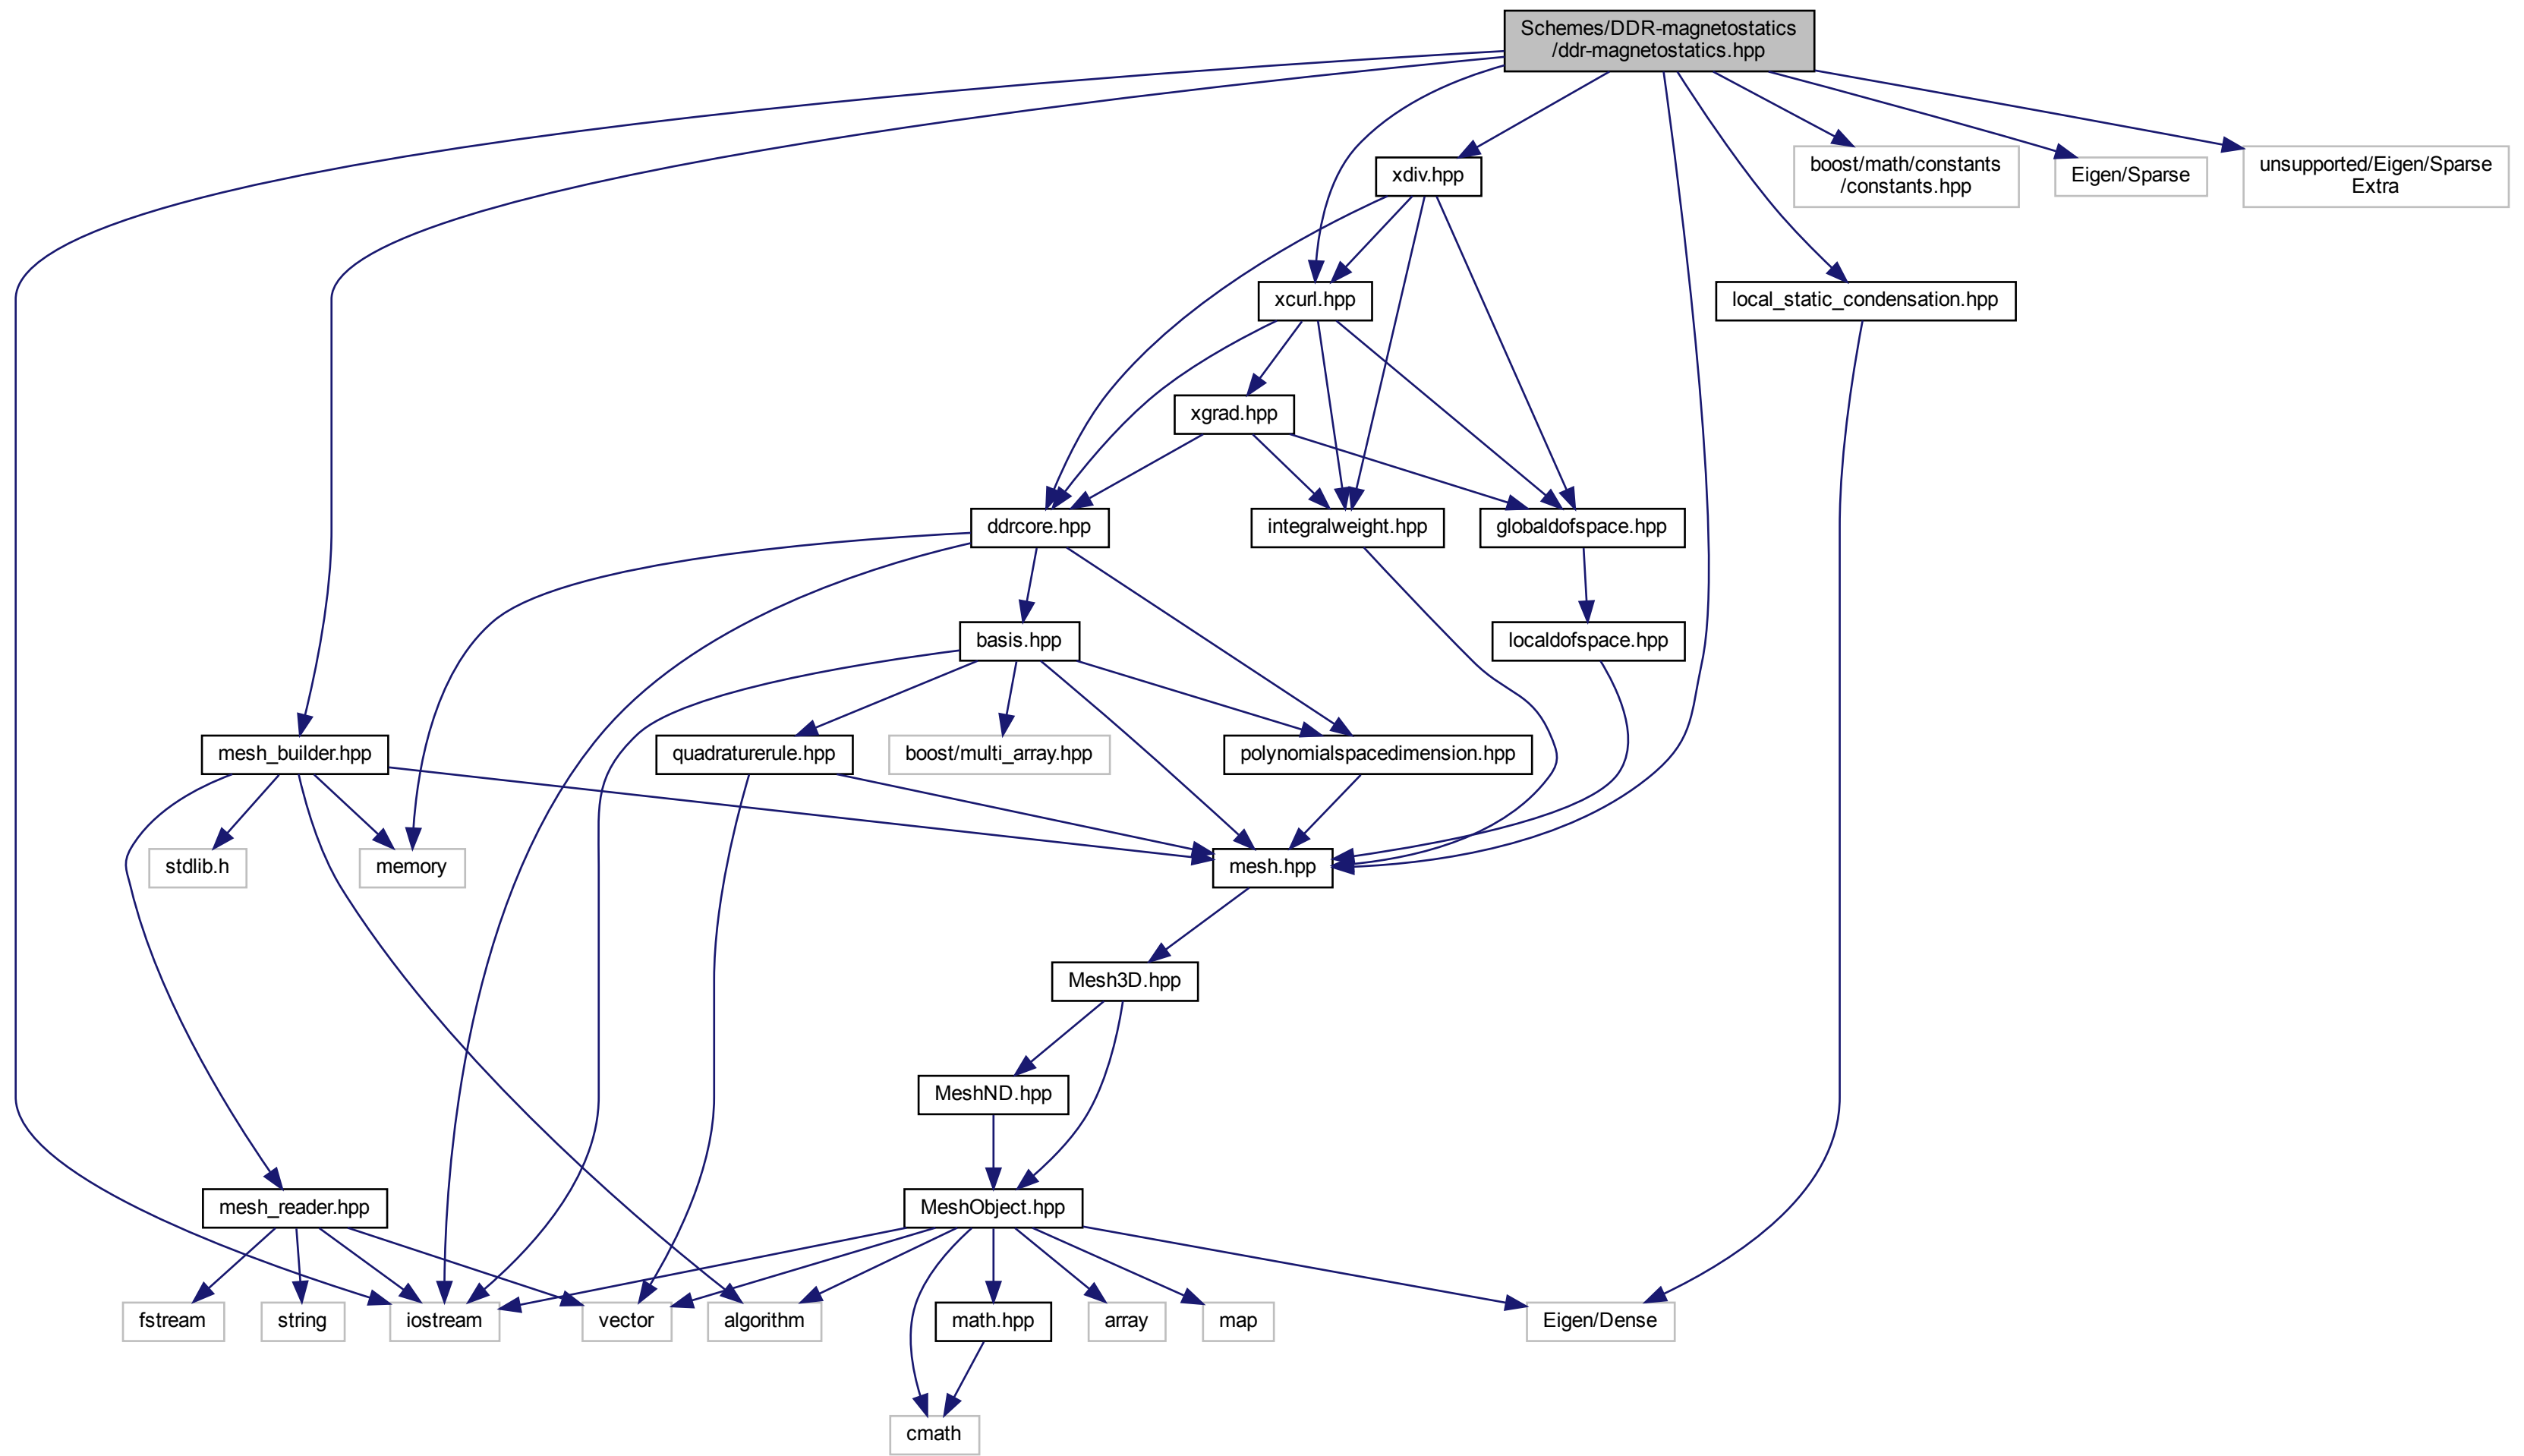 Schemes/DDR-magnetostatics
/ddr-magnetostatics.hpp
xdiv.hpp
boost/math/constants
/constants.hpp
Eigen/Sparse
unsupported/Eigen/Sparse
Extra
xcurl.hpp
local_static_condensation.hpp
xgrad.hpp
ddrcore.hpp
integralweight.hpp
globaldofspace.hpp
basis.hpp
localdofspace.hpp
mesh_builder.hpp
quadraturerule.hpp
boost/multi_array.hpp
polynomialspacedimension.hpp
stdlib.h
memory
mesh.hpp
Mesh3D.hpp
MeshND.hpp
mesh_reader.hpp
MeshObject.hpp
fstream
string
iostream
vector
algorithm
math.hpp
array
map
Eigen/Dense
cmath